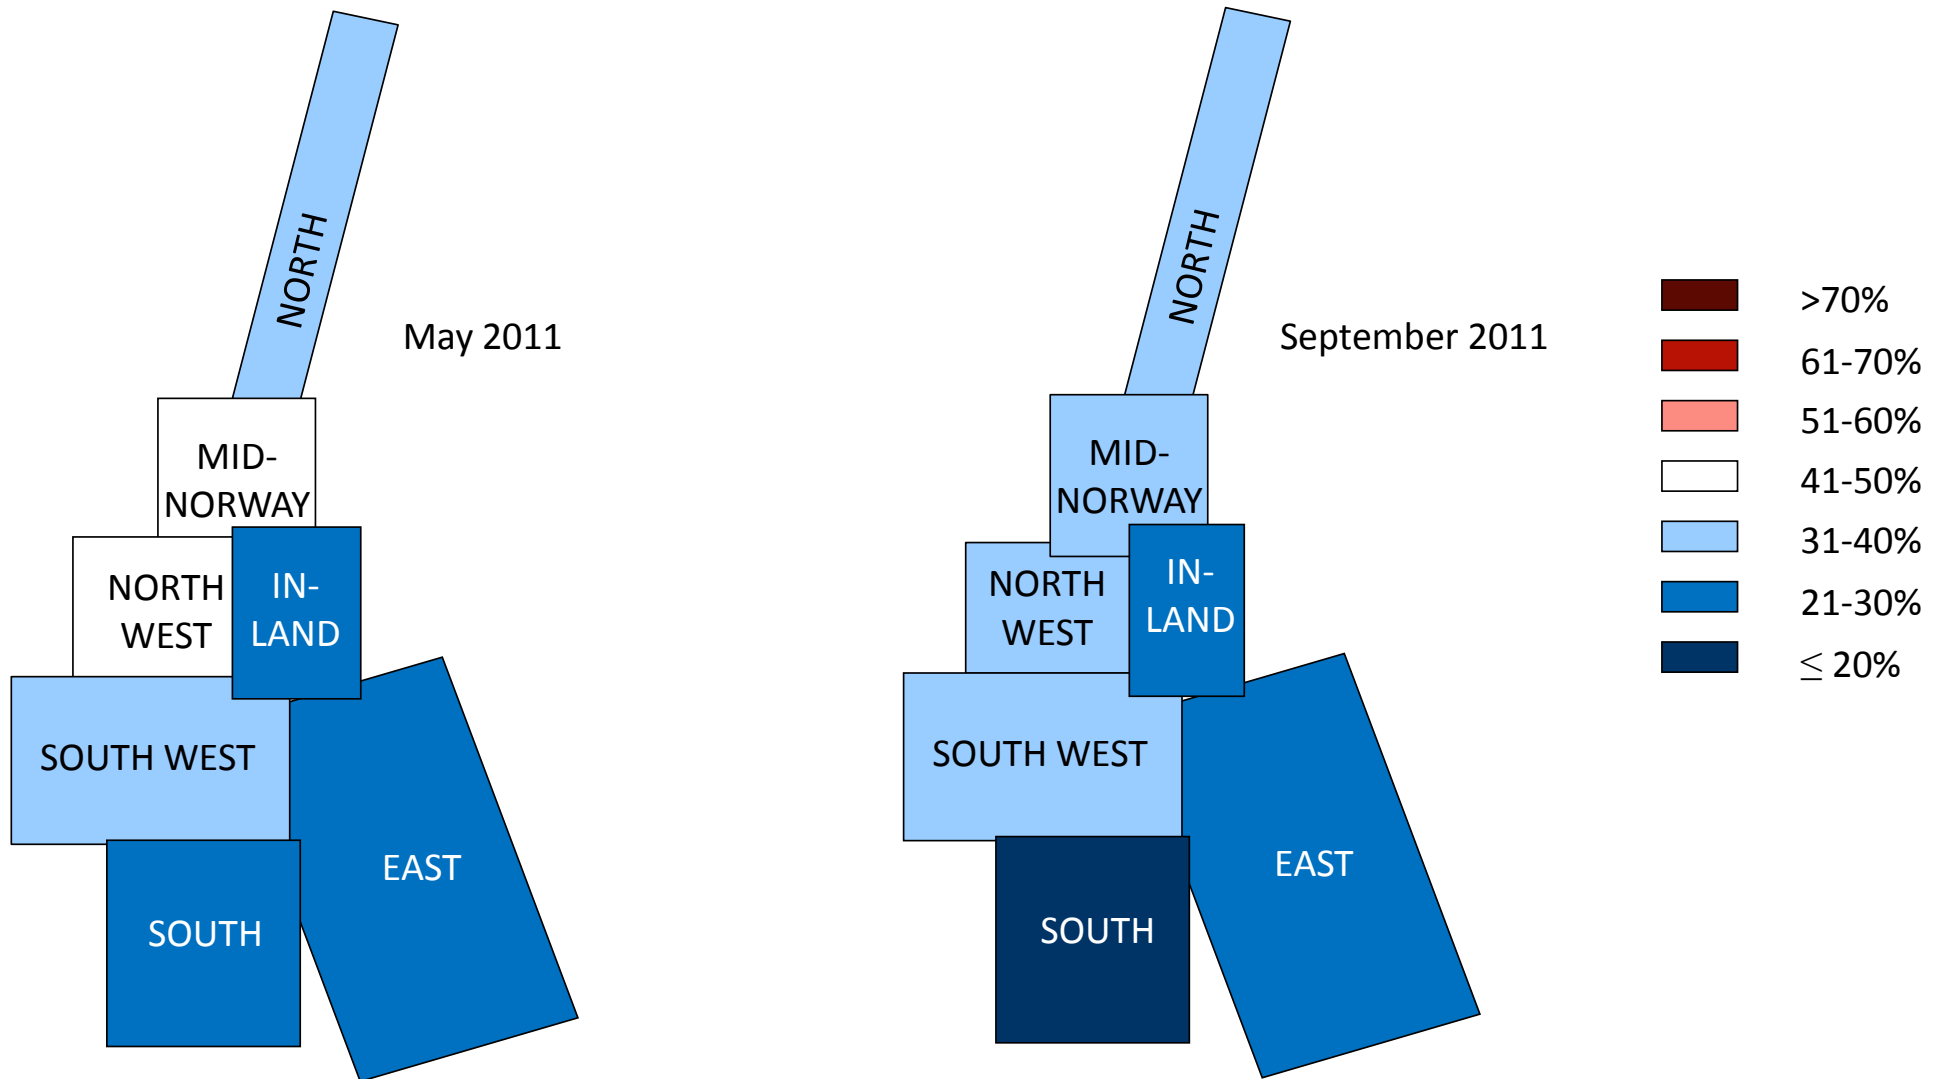 NORTH
May 2011
MID-
NORWAY
NORTH
WEST
IN-
LAND
SOUTH WEST
EAST
SOUTH
NORTH
September 2011
MID-
NORWAY
NORTH
WEST
IN-
LAND
SOUTH WEST
EAST
SOUTH
>70%
61-70%
51-60%
41-50%
31-40%
21-30%
≤ 20%